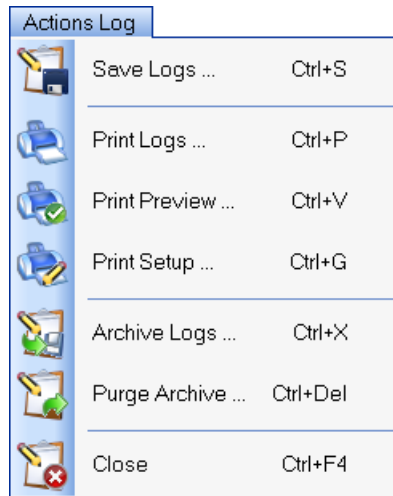 Actions Log
Save Logs ... Ctrl+S
Print Logs ... Ctrl+P
Print Preview ... Ctrl+V
Print Setup ... Ctrl+G
Archive Logs ... Ctrl+X
Purge Archive ... Ctrl+Del
Close Ctrl+F4